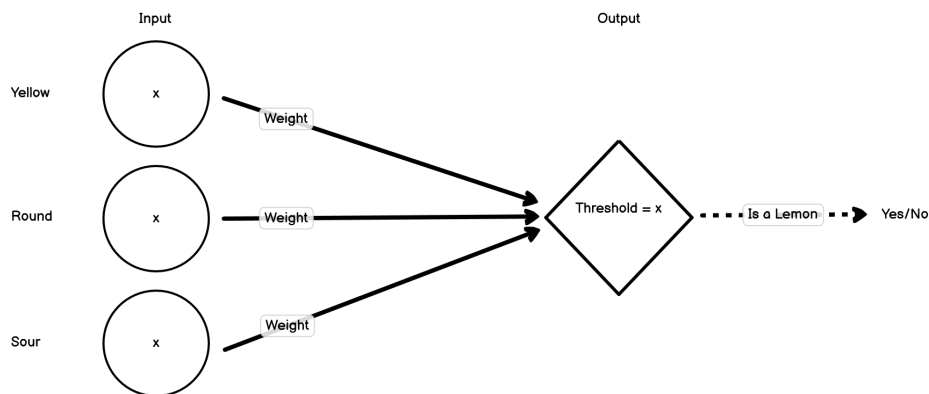 Input
Output
Yellow
x
Weight
Round
x
Weight
Threshold = x
Is a Lemon
Yes/No
Sour
x
Weight